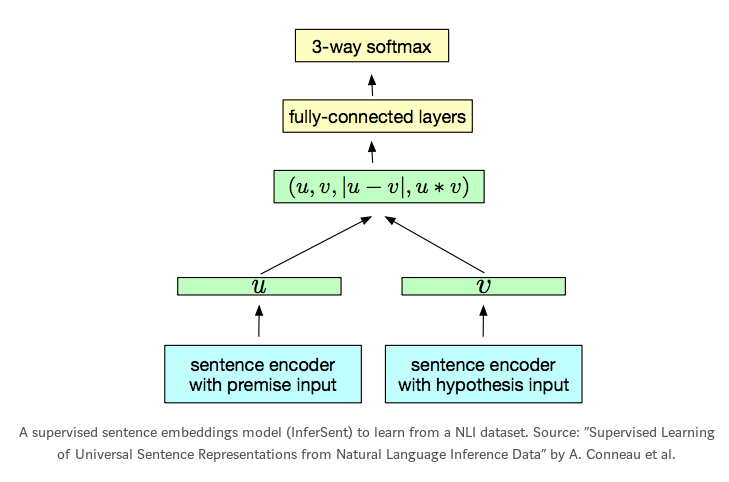 3-way softmax
fully-connected layers
(u, v, |u − v|, u ∗ v)
u
v
sentence encoder
with premise input
sentence encoder
with hypothesis input
A supervised sentence embeddings model (InferSent) to learn from a NLI dataset. Source: "Supervised Learning
of Universal Sentence Representations from Natural Language Inference Data" by A. Conneau et al.